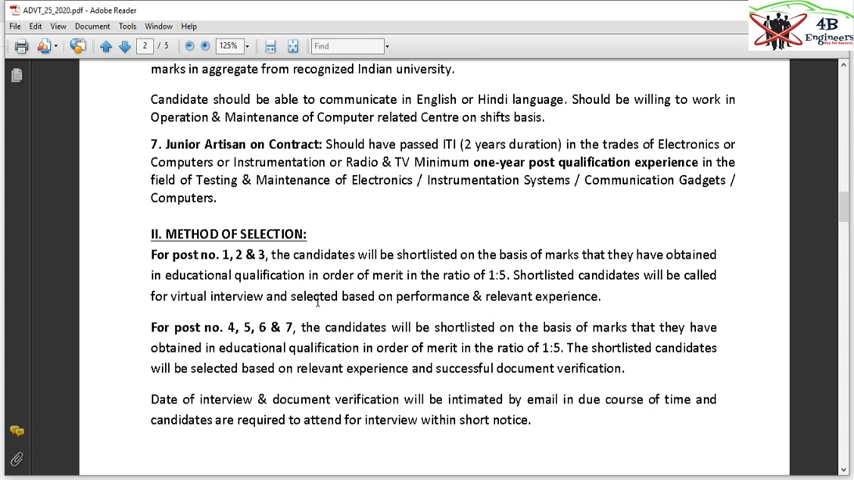 ADVT_25_2020.pdf - Adobe Reader
File Edit View Document Tools Window Help
2 / 5 125% Find
4B
Engineers
marks in aggregate from recognized Indian university.
Candidate should be able to communicate in English or Hindi language. Should be willing to work in
Operation & Maintenance of Computer related Centre on shifts basis.
7. Junior Artisan on Contract: Should have passed ITI (2 years duration) in the trades of Electronics or
Computers or Instrumentation or Radio & TV Minimum one-year post qualification experience in the
field of Testing & Maintenance of Electronics / Instrumentation Systems / Communication Gadgets /
Computers.
II. METHOD OF SELECTION:
For post no. 1, 2 & 3, the candidates will be shortlisted on the basis of marks that they have obtained
in educational qualification in order of merit in the ratio of 1:5. Shortlisted candidates will be called
for virtual interview and selected based on performance & relevant experience.
For post no. 4, 5, 6 & 7, the candidates will be shortlisted on the basis of marks that they have
obtained in educational qualification in order of merit in the ratio of 1:5. The shortlisted candidates
will be selected based on relevant experience and successful document verification.
Date of interview & document verification will be intimated by email in due course of time and
candidates are required to attend for interview within short notice.